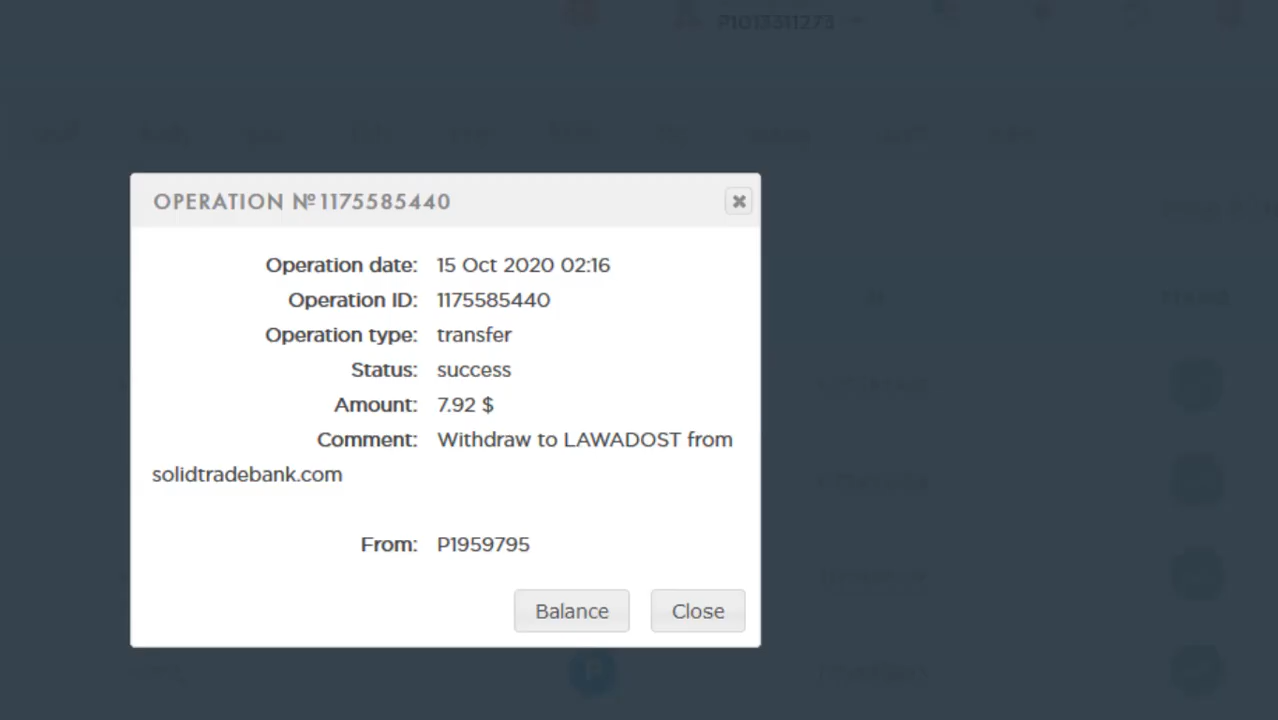 P1013311273
OPERATION №1175585440
Operation date: 15 Oct 2020 02:16
Operation ID: 1175585440
Operation type: transfer
Status: success
Amount: 7.92 $
Comment: Withdraw to LAWADOST from
solidtradebank.com
From: P1959795
Balance Close